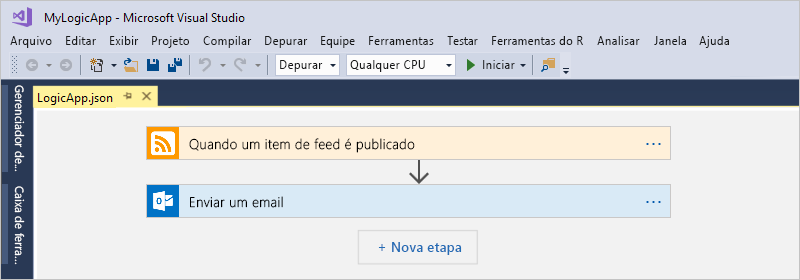 MyLogicApp - Microsoft Visual Studio
Arquivo Editar Exibir Projeto Compilar Depurar Equipe Ferramentas Testar Ferramentas do R Analisar Janela Ajuda
Depurar Qualquer CPU Iniciar
Gerenciador de...
Caixa de ferra...
LogicApp.json
Quando um item de feed é publicado ...
Enviar um email ...
+ Nova etapa